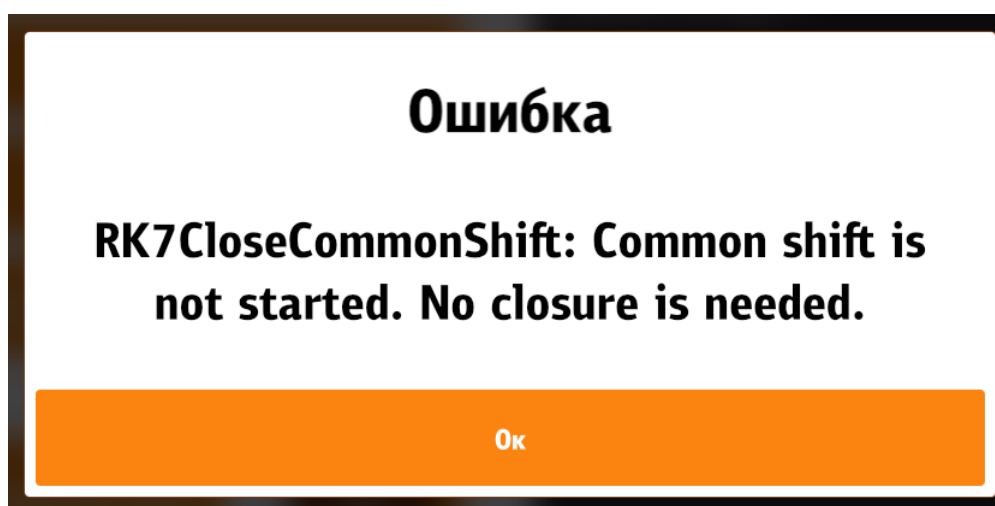 Ошибка
RK7CloseCommonShift: Common shift is
not started. No closure is needed.
Ок